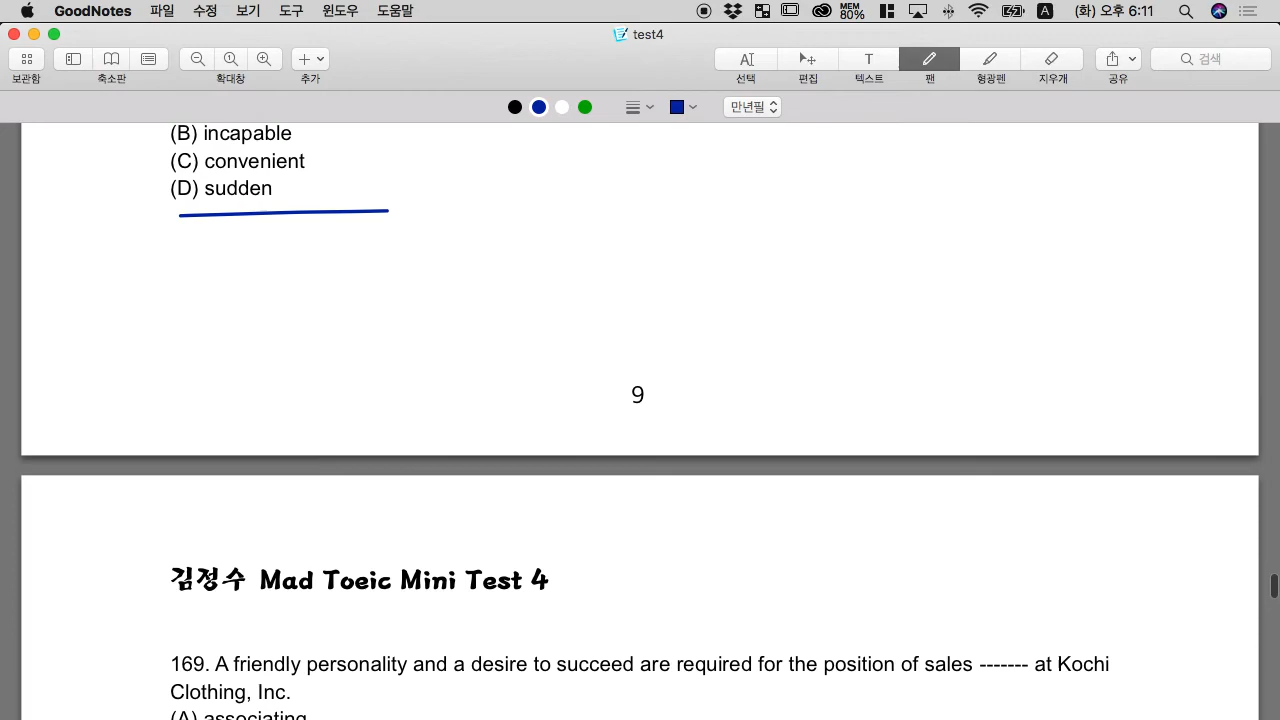 GoodNotes 파일 수정 보기 도구 윈도우 도움말 MEM 80% A (화) 오후 6:11
test4
보관함 축소판 확대창 추가 선택 편집 텍스트 펜 형광펜 지우개 공유 검색
만년필
(B) incapable
(C) convenient
(D) sudden
9
김정수 Mad Toeic Mini Test 4
169. A friendly personality and a desire to succeed are required for the position of sales ------- at Kochi
Clothing, Inc.
(A) associating